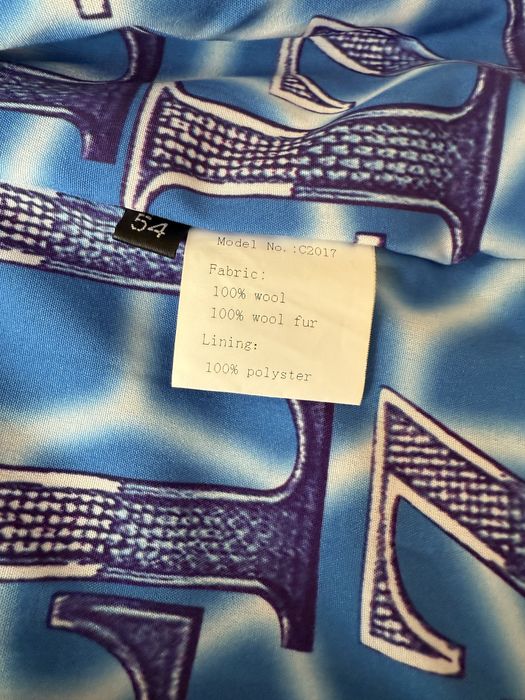 54
Model No.:C2017
Fabric:
100% wool
100% wool fur
Lining:
100% polyster